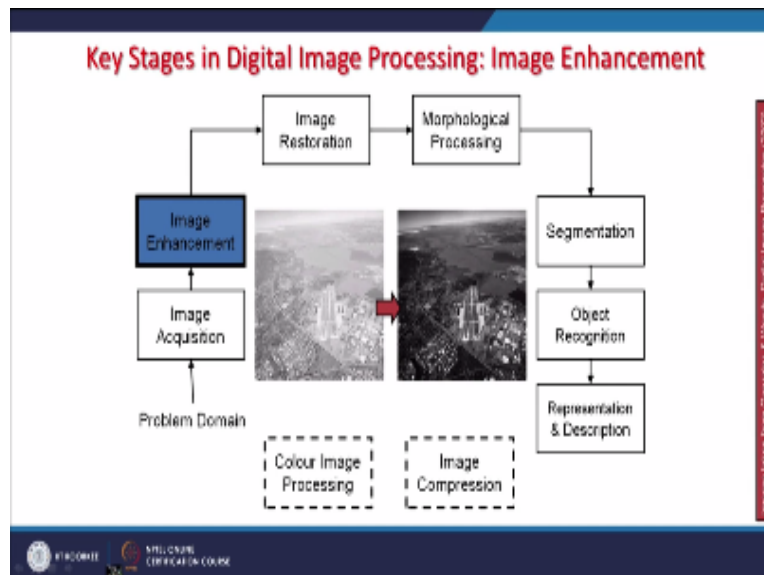 Key Stages in Digital Image Processing: Image Enhancement
Image
Restoration
Morphological
Processing
Image
Enhancement
Segmentation
Image
Acquisition
Object
Recognition
Problem Domain
Representation
& Description
Colour Image
Processing
Image
Compression
NPTEL ONLINE
CERTIFICATION COURSE